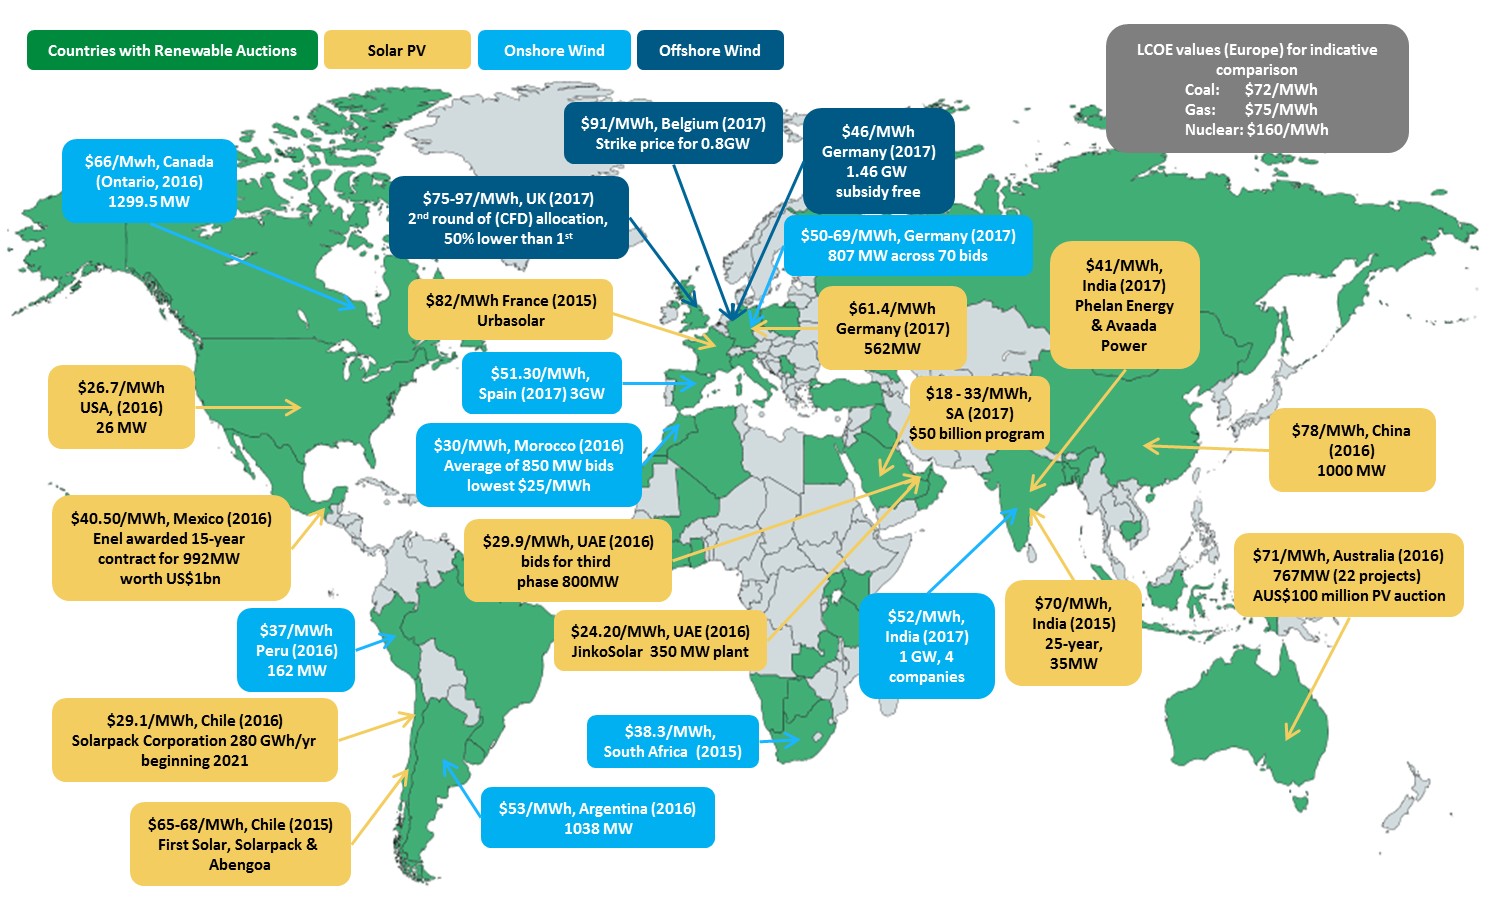 Countries with Renewable Auctions
Solar PV
Onshore Wind
Offshore Wind
LCOE values (Europe) for indicative
comparison
Coal: $72/MWh
Gas: $75/MWh
Nuclear: $160/MWh
$91/MWh, Belgium (2017)
Strike price for 0.8GW
$46/MWh
Germany (2017)
1.46 GW
subsidy free
$66/Mwh, Canada
(Ontario, 2016)
1299.5 MW
$75-97/MWh, UK (2017)
2nd round of (CFD) allocation,
50% lower than 1st
$50-69/MWh, Germany (2017)
807 MW across 70 bids
$41/MWh,
India (2017)
Phelan Energy
& Avaada
Power
$82/MWh France (2015)
Urbasolar
$61.4/MWh
Germany (2017)
562MW
$51.30/MWh,
Spain (2017) 3GW
$26.7/MWh
USA, (2016)
26 MW
$18 - 33/MWh,
SA (2017)
$50 billion program
$78/MWh, China
(2016)
1000 MW
$30/MWh, Morocco (2016)
Average of 850 MW bids
lowest $25/MWh
$40.50/MWh, Mexico (2016)
Enel awarded 15-year
contract for 992MW
worth US$1bn
$29.9/MWh, UAE (2016)
bids for third
phase 800MW
$71/MWh, Australia (2016)
767MW (22 projects)
AUS$100 million PV auction
$37/MWh
Peru (2016)
162 MW
$24.20/MWh, UAE (2016)
JinkoSolar 350 MW plant
$52/MWh,
India (2017)
1 GW, 4
companies
$70/MWh,
India (2015)
25-year,
35MW
$29.1/MWh, Chile (2016)
Solarpack Corporation 280 GWh/yr
beginning 2021
$38.3/MWh,
South Africa (2015)
$65-68/MWh, Chile (2015)
First Solar, Solarpack &
Abengoa
$53/MWh, Argentina (2016)
1038 MW